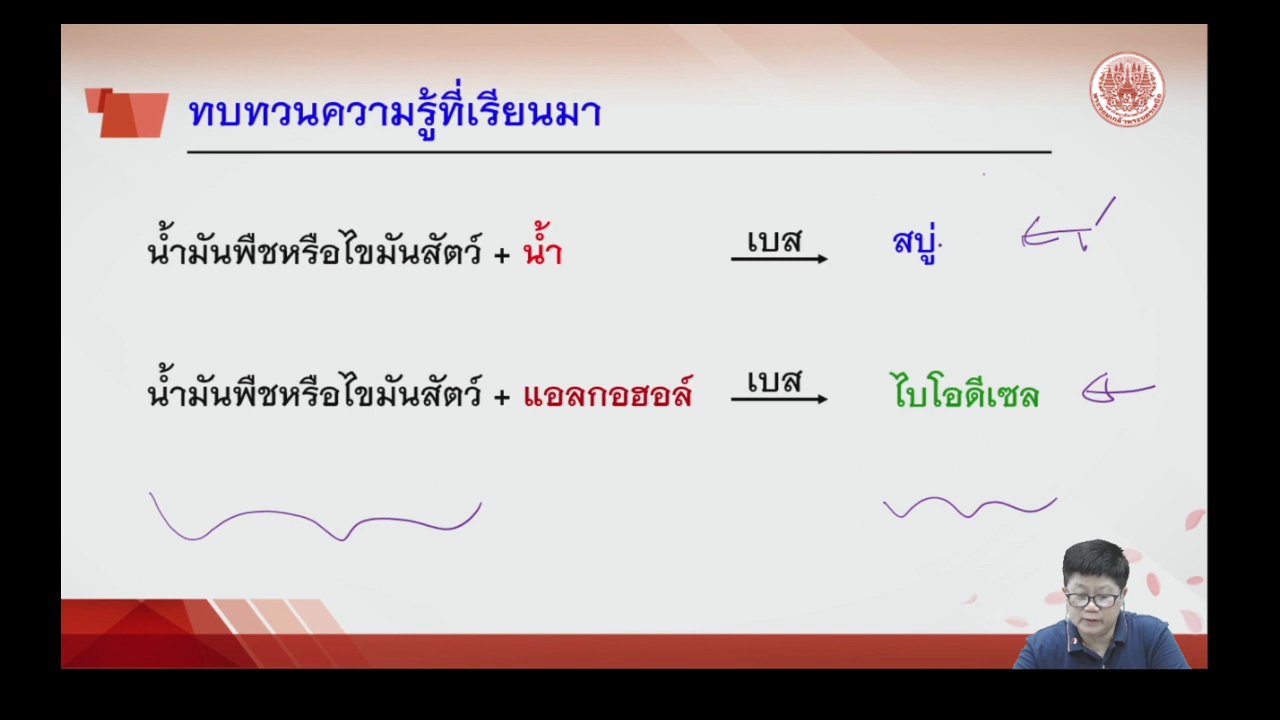 ทบทวนความรู้ที่เรียนมา
น้ำมันพืชหรือไขมันสัตว์ + น้ำ เบส สบู่
น้ำมันพืชหรือไขมันสัตว์ + แอลกอฮอล์ เบส ไบโอดีเซล